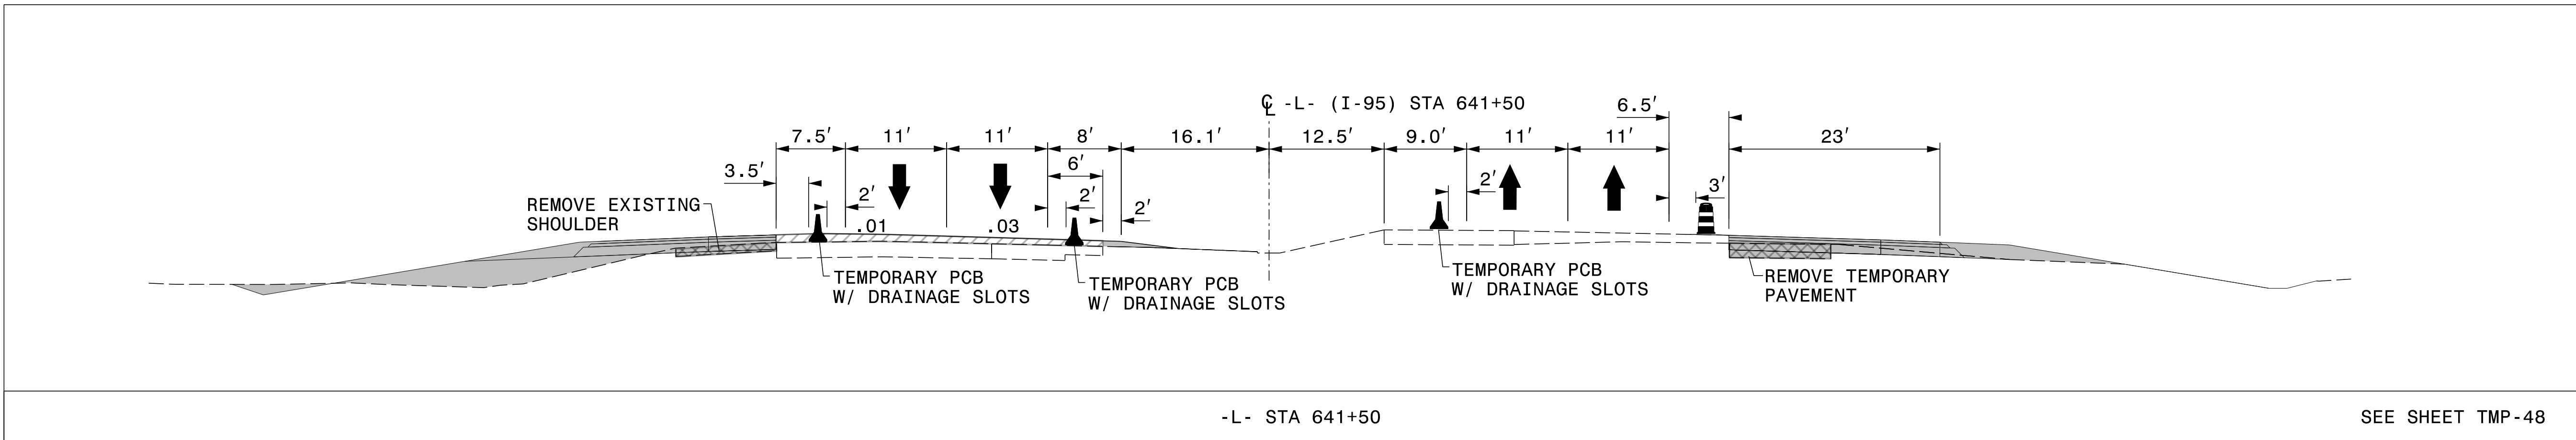 ℄ -L- (I-95) STA 641+50
6.5'
7.5' 11' 11' 8' 16.1' 12.5' 9.0' 11' 11' 23'
6'
3.5' 2' 2' 2' 2' 3'
REMOVE EXISTING
SHOULDER
.01 .03
TEMPORARY PCB
W/ DRAINAGE SLOTS
TEMPORARY PCB
W/ DRAINAGE SLOTS
TEMPORARY PCB
W/ DRAINAGE SLOTS
REMOVE TEMPORARY
PAVEMENT
-L- STA 641+50
SEE SHEET TMP-48